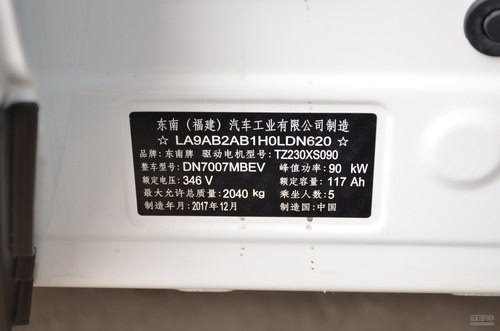 东南(福建)汽车工业有限公司制造
☆ LA9AB2AB1H0LDN620 ☆
品牌:东南牌 驱动电机型号:TZ230XS090
整车型号:DN7007MBEV 峰值功率:90 kW
额定电压:346 V 额定容量:117 Ah
最大允许总质量:2040 kg 乘坐人数:5
制造年月:2017年12月 制造国:中国